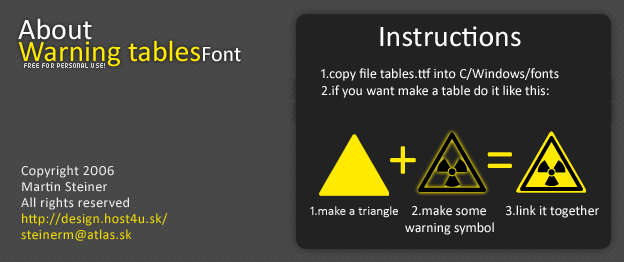 About
Warning tables Font
FREE FOR PERSONAL USE!
Copyright 2006
Martin Steiner
All rights reserved
http://design.host4u.sk/
steinerm@atlas.sk
Instructions
1.copy file tables.ttf into C/Windows/fonts
2.if you want make a table do it like this:
+ =
1.make a triangle 2.make some 3.link it together
warning symbol